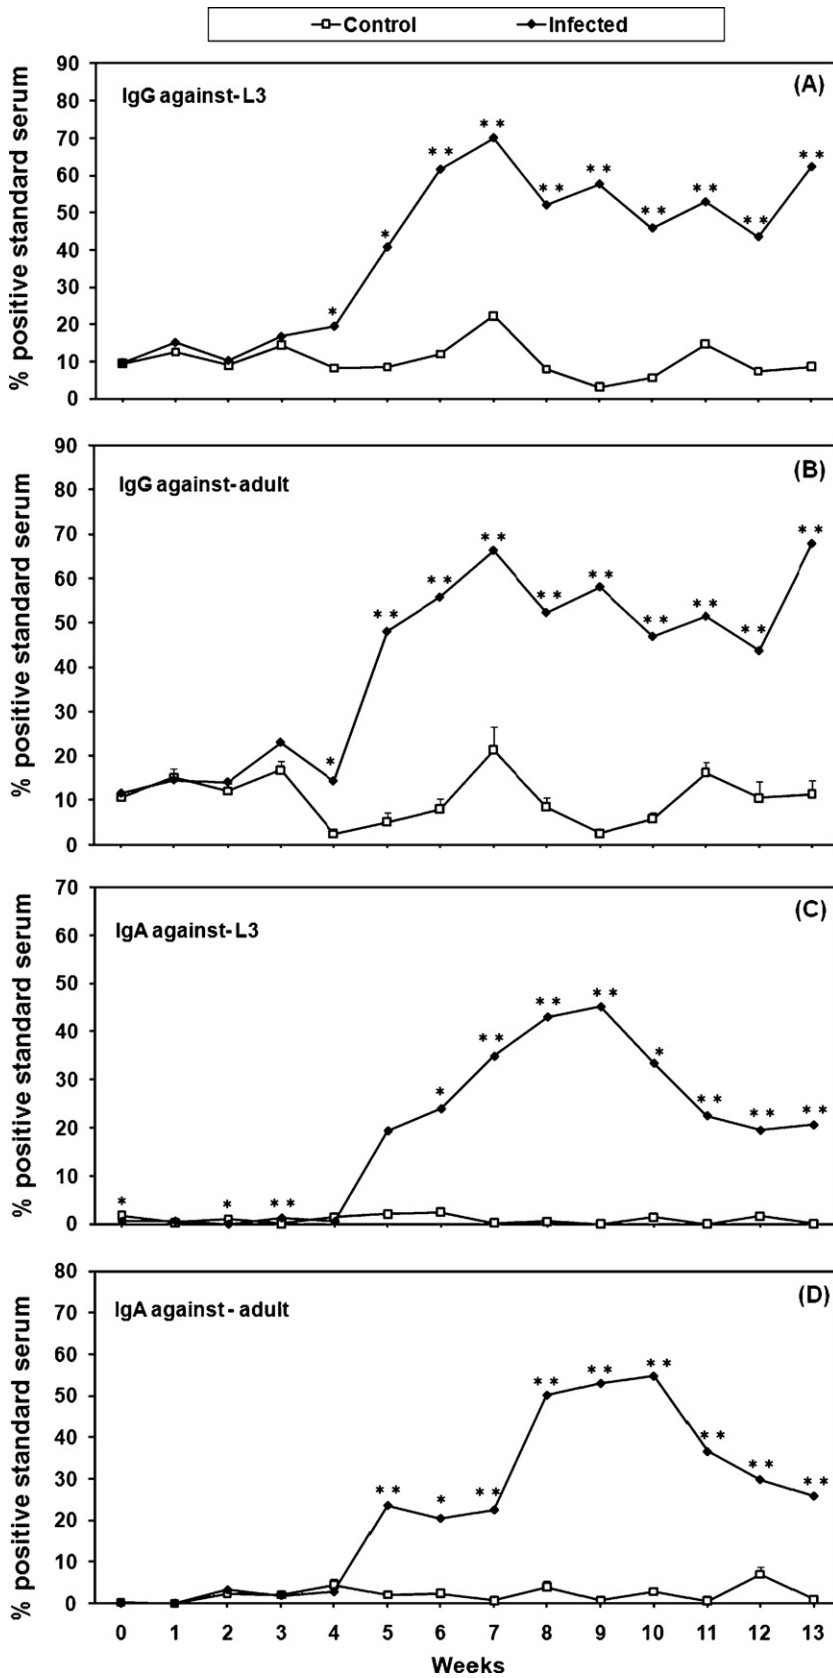 Control Infected
(A)
IgG against-L3
% positive standard serum
90
80
70
60
50
40
30
20
10
0
* * * * * * * * * * * * * * * * * *
(B)
IgG against-adult
% positive standard serum
90
80
70
60
50
40
30
20
10
0
* * * * * * * * * * * * * * * * * * *
(C)
IgA against-L3
% positive standard serum
70
60
50
40
30
20
10
0
* * * * * * * * * * * * * * * * * *
(D)
IgA against-adult
% positive standard serum
80
70
60
50
40
30
20
10
0
* * * * * * * * * * * * * * * * *
0 1 2 3 4 5 6 7 8 9 10 11 12 13
Weeks